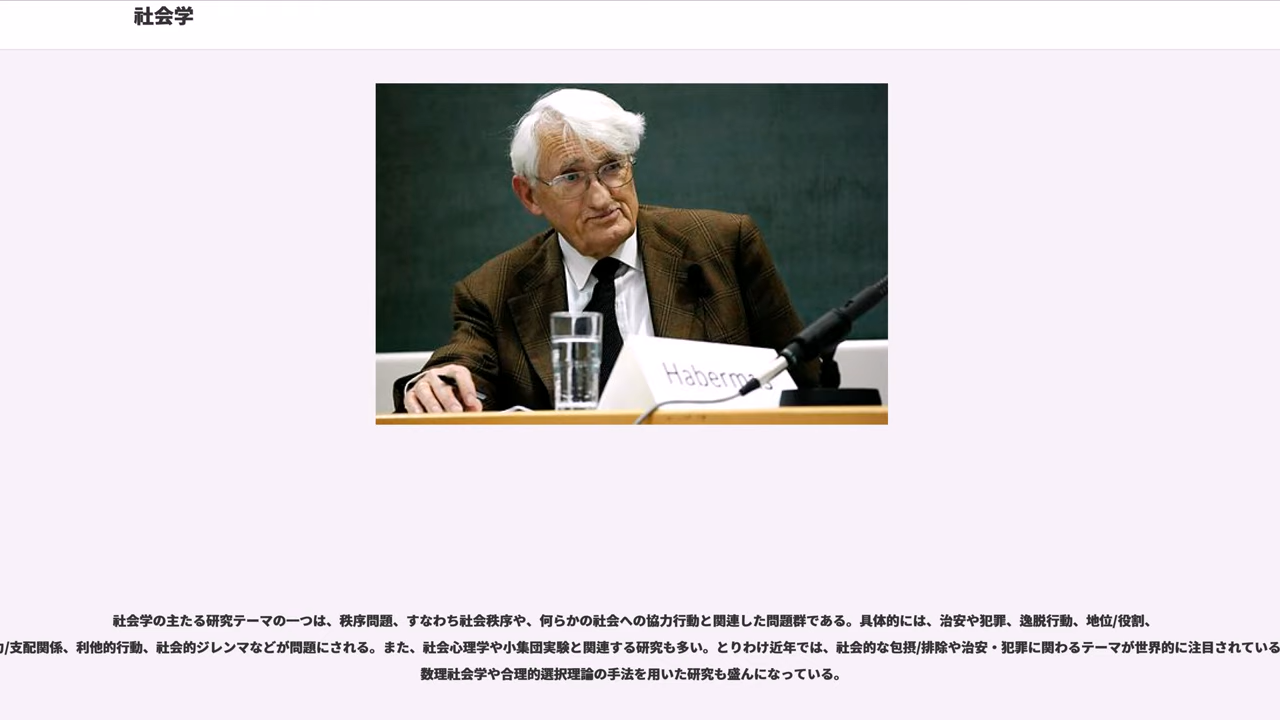 社会学
Habermas
社会学の主たる研究テーマの一つは、秩序問題、すなわち社会秩序や、何らかの社会への協力行動と関連した問題群である。具体的には、治安や犯罪、逸脱行動、地位/役割、
/支配関係、利他的行動、社会的ジレンマなどが問題にされる。また、社会心理学や小集団実験と関連する研究も多い。とりわけ近年では、社会的な包摂/排除や治安・犯罪に関わるテーマが世界的に注目されている
数理社会学や合理的選択理論の手法を用いた研究も盛んになっている。